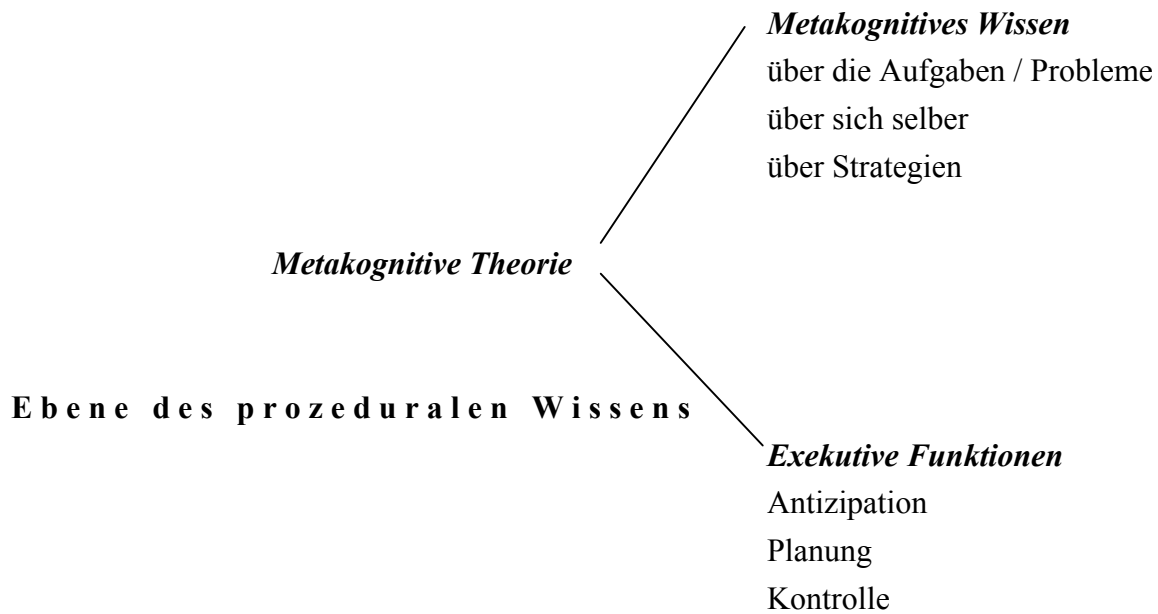 Metakognitives Wissen
über die Aufgaben / Probleme
über sich selber
über Strategien
Metakognitive Theorie
Ebene des prozeduralen Wissens
Exekutive Funktionen
Antizipation
Planung
Kontrolle